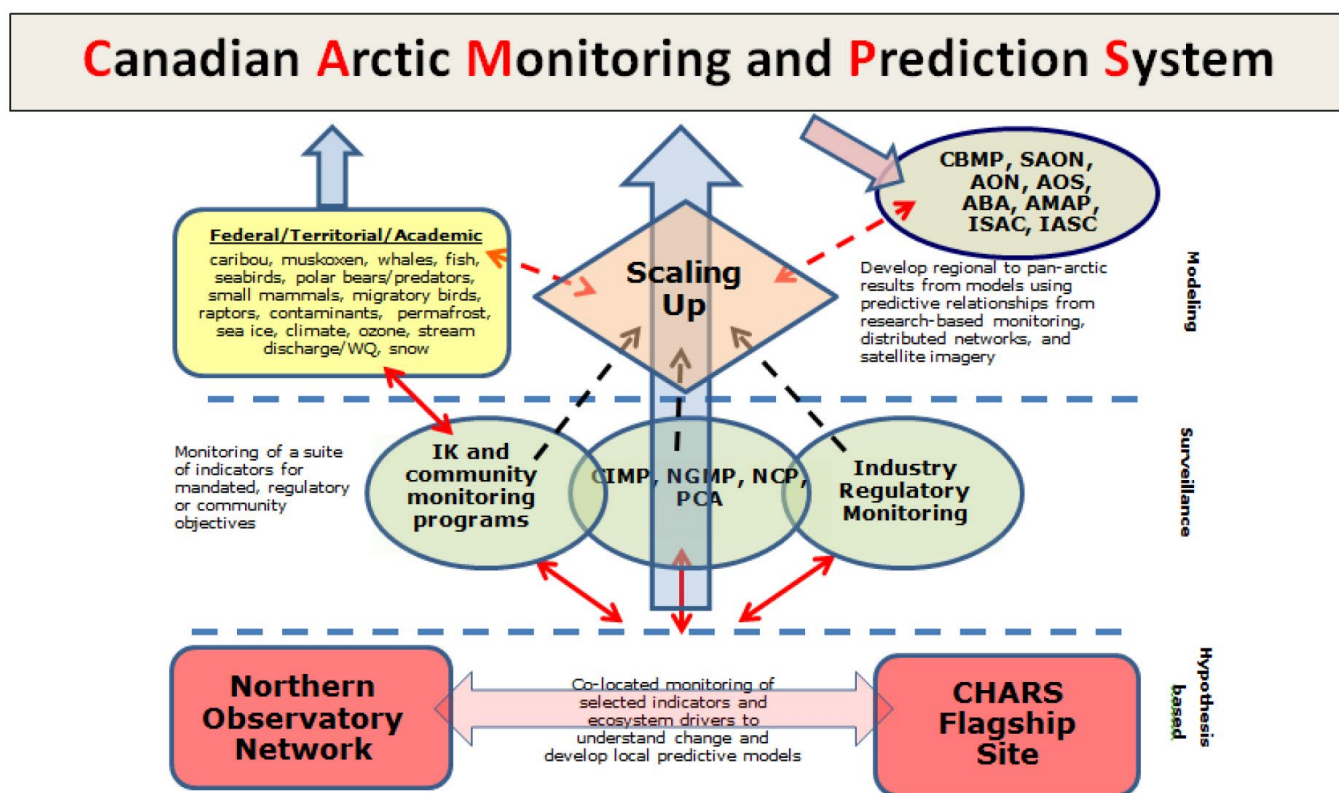 Canadian Arctic Monitoring and Prediction System
CBMP, SAON,
AON, AOS,
ABA, AMAP,
ISAC, IASC
Federal/Territorial/Academic
caribou, muskoxen, whales, fish,
seabirds, polar bears/predators,
small mammals, migratory birds,
raptors, contaminants, permafrost,
sea ice, climate, ozone, stream
discharge/WQ, snow
Scaling
Up
Develop regional to pan-arctic
results from models using
predictive relationships from
research-based monitoring,
distributed networks, and
satellite imagery
Modeling
Monitoring of a suite
of indicators for
mandated, regulatory
or community
objectives
IK and
community
monitoring
programs
CIMP, NGMP, NCP,
PCA
Industry
Regulatory
Monitoring
Surveillance
Northern
Observatory
Network
Co-located monitoring of
selected indicators and
ecosystem drivers to
understand change and
develop local predictive models
CHARS
Flagship
Site
Hypothesis
based